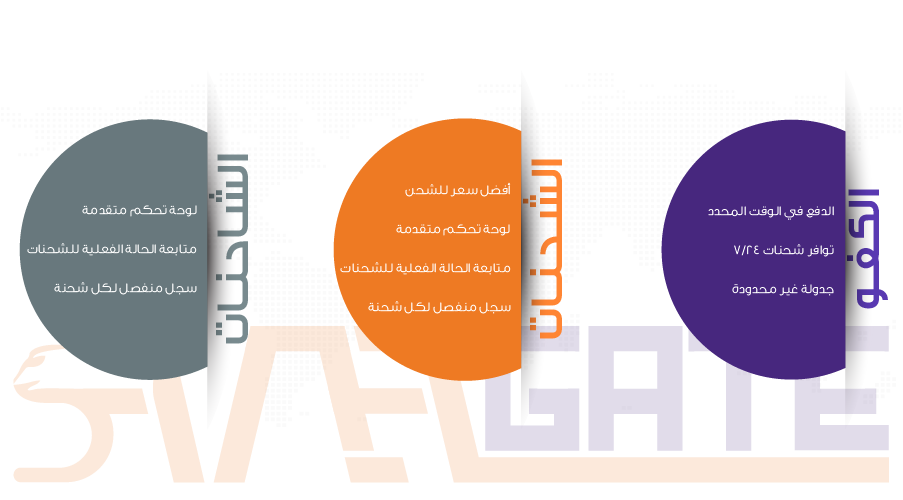 الكفو
الدفع في الوقت المحدد
توافر شحنات ٧/٢٤
جدولة غير محدودة
الشحنات
أفضل سعر للشحن
لوحة تحكم متقدمة
متابعة الحالة الفعلية للشحنات
سجل منفصل لكل شحنة
الشاحنات
لوحة تحكم متقدمة
متابعة الحالة الفعلية للشحنات
سجل منفصل لكل شحنة
GATE